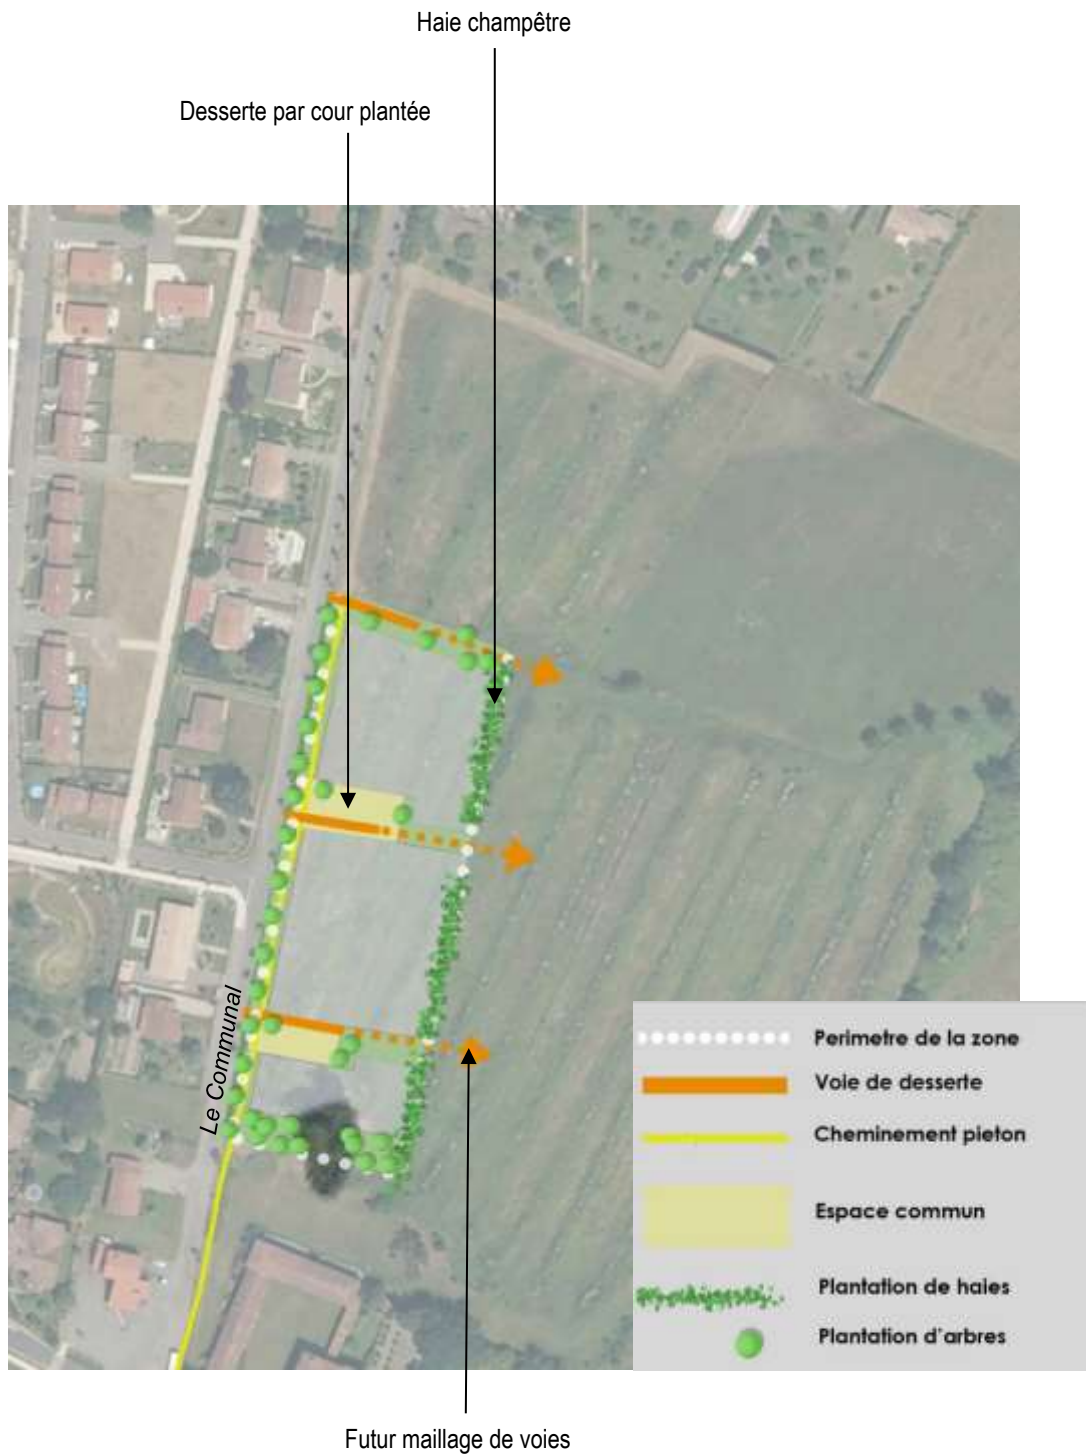 Haie champêtre
Desserte par cour plantée
Le Communal
Perimetre de la zone
Voie de desserte
Cheminement pieton
Espace commun
Plantation de haies
Plantation d'arbres
Futur maillage de voies